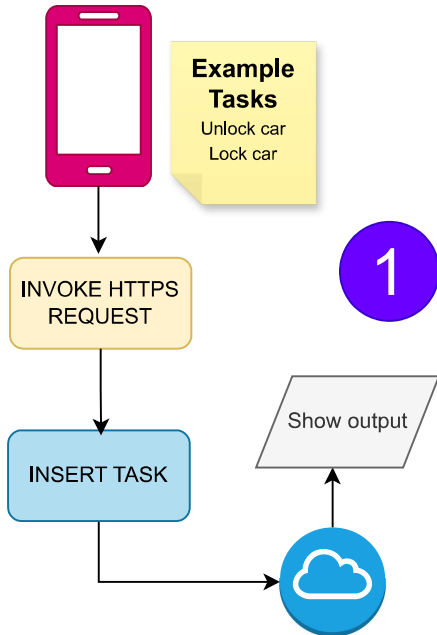 Example
Tasks
Unlock car
Lock car
1
INVOKE HTTPS
REQUEST
Show output
INSERT TASK